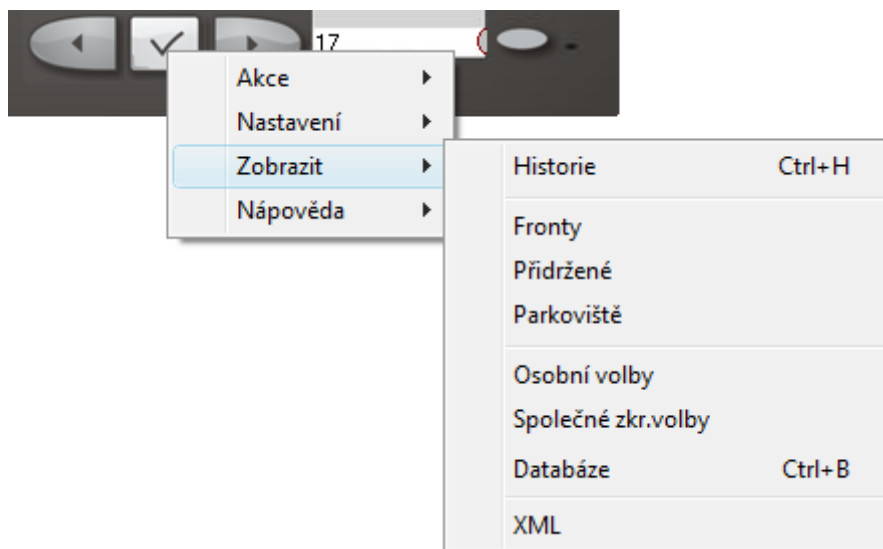 17
Akce
Nastavení
Zobrazit
Nápověda
Historie Ctrl+H
Fronty
Přidržené
Parkoviště
Osobní volby
Společné zkr.volby
Databáze Ctrl+B
XML